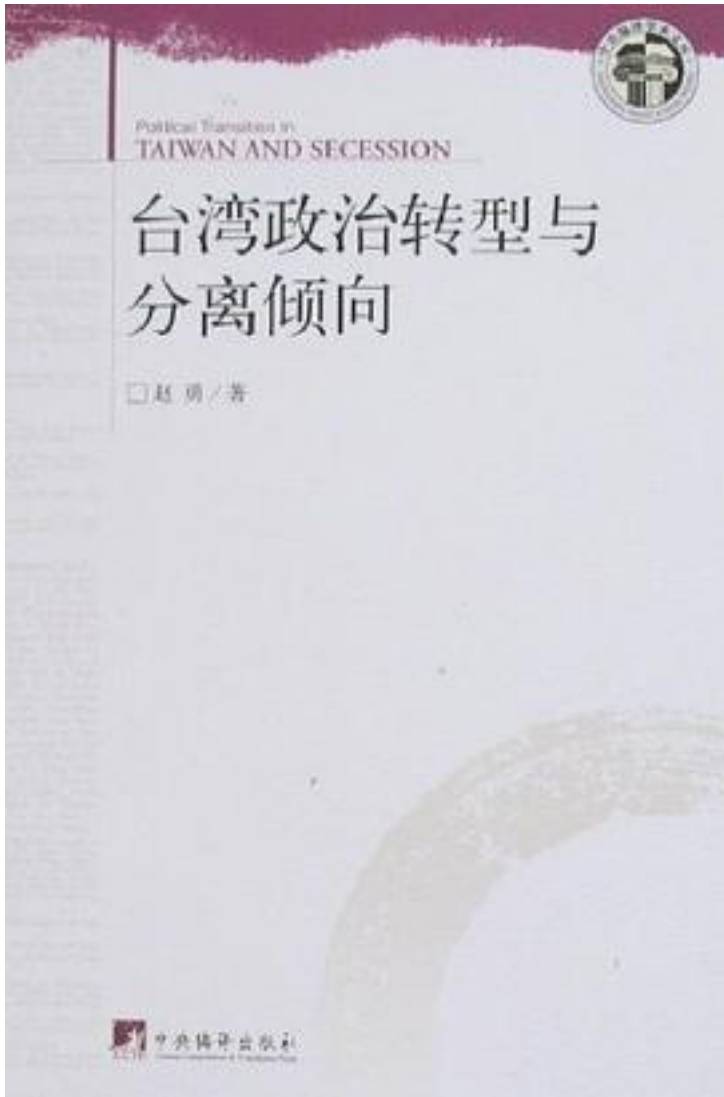 Political Transition in
TAIWAN AND SECESSION
台湾政治转型与
分离倾向
赵 勇/著
中央编译出版社